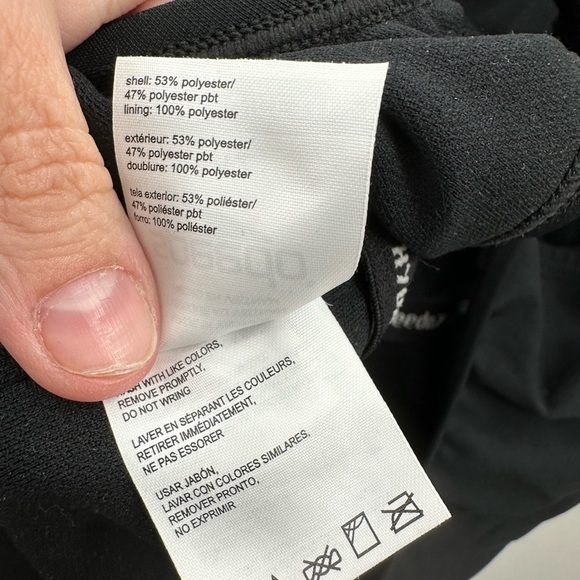 shell: 53% polyester/
47% polyester pbt
lining: 100% polyester
extérieur: 53% polyester/
47% polyester pbt
doublure: 100% polyester
tela exterior: 53% poliéster/
47% poliéster pbt
forro: 100% poliéster
WITH LIKE COLORS,
REMOVE PROMPTLY,
DO NOT WRING
LAVER EN SÉPARANT LES COULEURS,
RETIRER IMMÉDIATEMENT,
NE PAS ESSORER
USAR JABÓN,
LAVAR CON COLORES SIMILARES,
REMOVER PRONTO,
NO EXPRIMIR